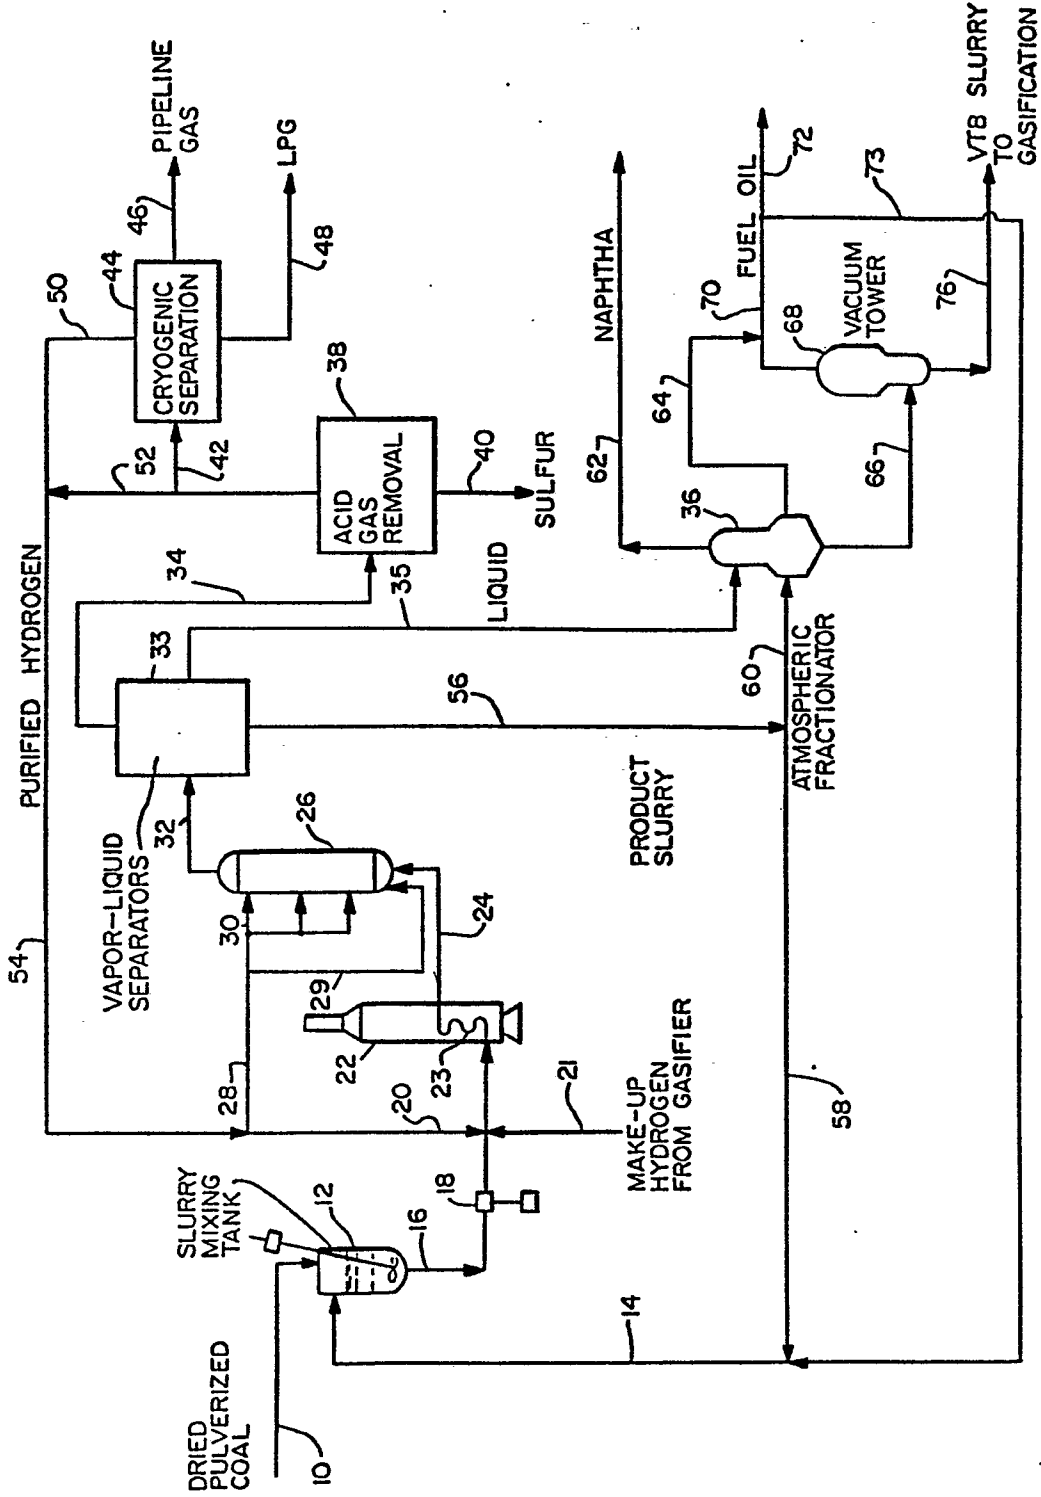 DRIED
PULVERIZED
COAL
10
SLURRY
MIXING
TANK
12
14
16
18
20
21
MAKE-UP
HYDROGEN
FROM GASIFIER
22
23
24
26
28
29
30
32
VAPOR-LIQUID
SEPARATORS
33
34
35
LIQUID
54
PURIFIED HYDROGEN
52
50
ACID
GAS
REMOVAL
38
40
SULFUR
42
CRYOGENIC
SEPARATION
44
46
PIPELINE
GAS
48
LPG
56
PRODUCT
SLURRY
58
60
ATMOSPHERIC
FRACTIONATOR
36
62
NAPHTHA
64
66
68
VACUUM
TOWER
70
FUEL OIL
72
73
76
VTB SLURRY
TO
GASIFICATION